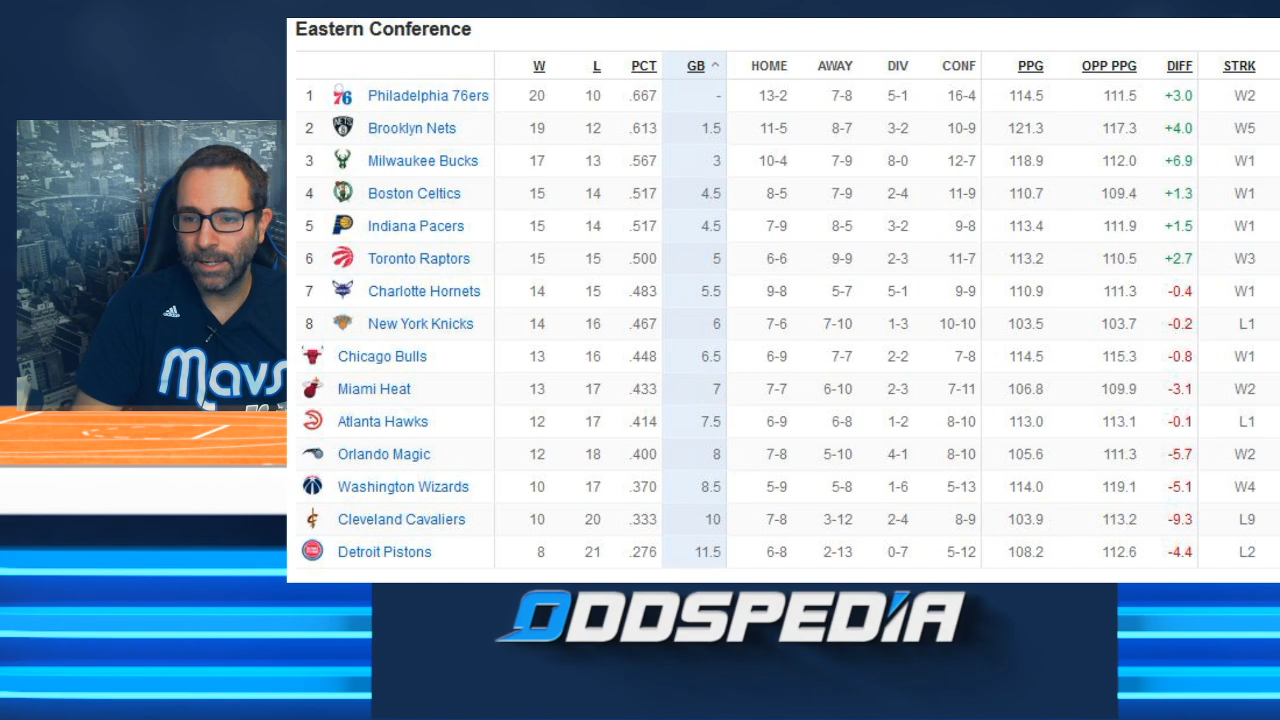 Eastern Conference
W L PCT GB HOME AWAY DIV CONF PPG OPP PPG DIFF STRK
1 76 Philadelphia 76ers 20 10 .667 - 13-2 7-8 5-1 16-4 114.5 111.5 +3.0 W2
2 NETS Brooklyn Nets 19 12 .613 1.5 11-5 8-7 3-2 10-9 121.3 117.3 +4.0 W5
3 Milwaukee Bucks 17 13 .567 3 10-4 7-9 8-0 12-7 118.9 112.0 +6.9 W1
4 Boston Celtics 15 14 .517 4.5 8-5 7-9 2-4 11-9 110.7 109.4 +1.3 W1
5 Indiana Pacers 15 14 .517 4.5 7-9 8-5 3-2 9-8 113.4 111.9 +1.5 W1
6 Toronto Raptors 15 15 .500 5 6-6 9-9 2-3 11-7 113.2 110.5 +2.7 W3
7 Charlotte Hornets 14 15 .483 5.5 9-8 5-7 5-1 9-9 110.9 111.3 -0.4 W1
8 New York Knicks 14 16 .467 6 7-6 7-10 1-3 10-10 103.5 103.7 -0.2 L1
Chicago Bulls 13 16 .448 6.5 6-9 7-7 2-2 7-8 114.5 115.3 -0.8 W1
Miami Heat 13 17 .433 7 7-7 6-10 2-3 7-11 106.8 109.9 -3.1 W2
Atlanta Hawks 12 17 .414 7.5 6-9 6-8 1-2 8-10 113.0 113.1 -0.1 L1
Orlando Magic 12 18 .400 8 7-8 5-10 4-1 8-10 105.6 111.3 -5.7 W2
Washington Wizards 10 17 .370 8.5 5-9 5-8 1-6 5-13 114.0 119.1 -5.1 W4
Cleveland Cavaliers 10 20 .333 10 7-8 3-12 2-4 8-9 103.9 113.2 -9.3 L9
Detroit Pistons 8 21 .276 11.5 6-8 2-13 0-7 5-12 108.2 112.6 -4.4 L2
Mavs
ODDSPEDIA